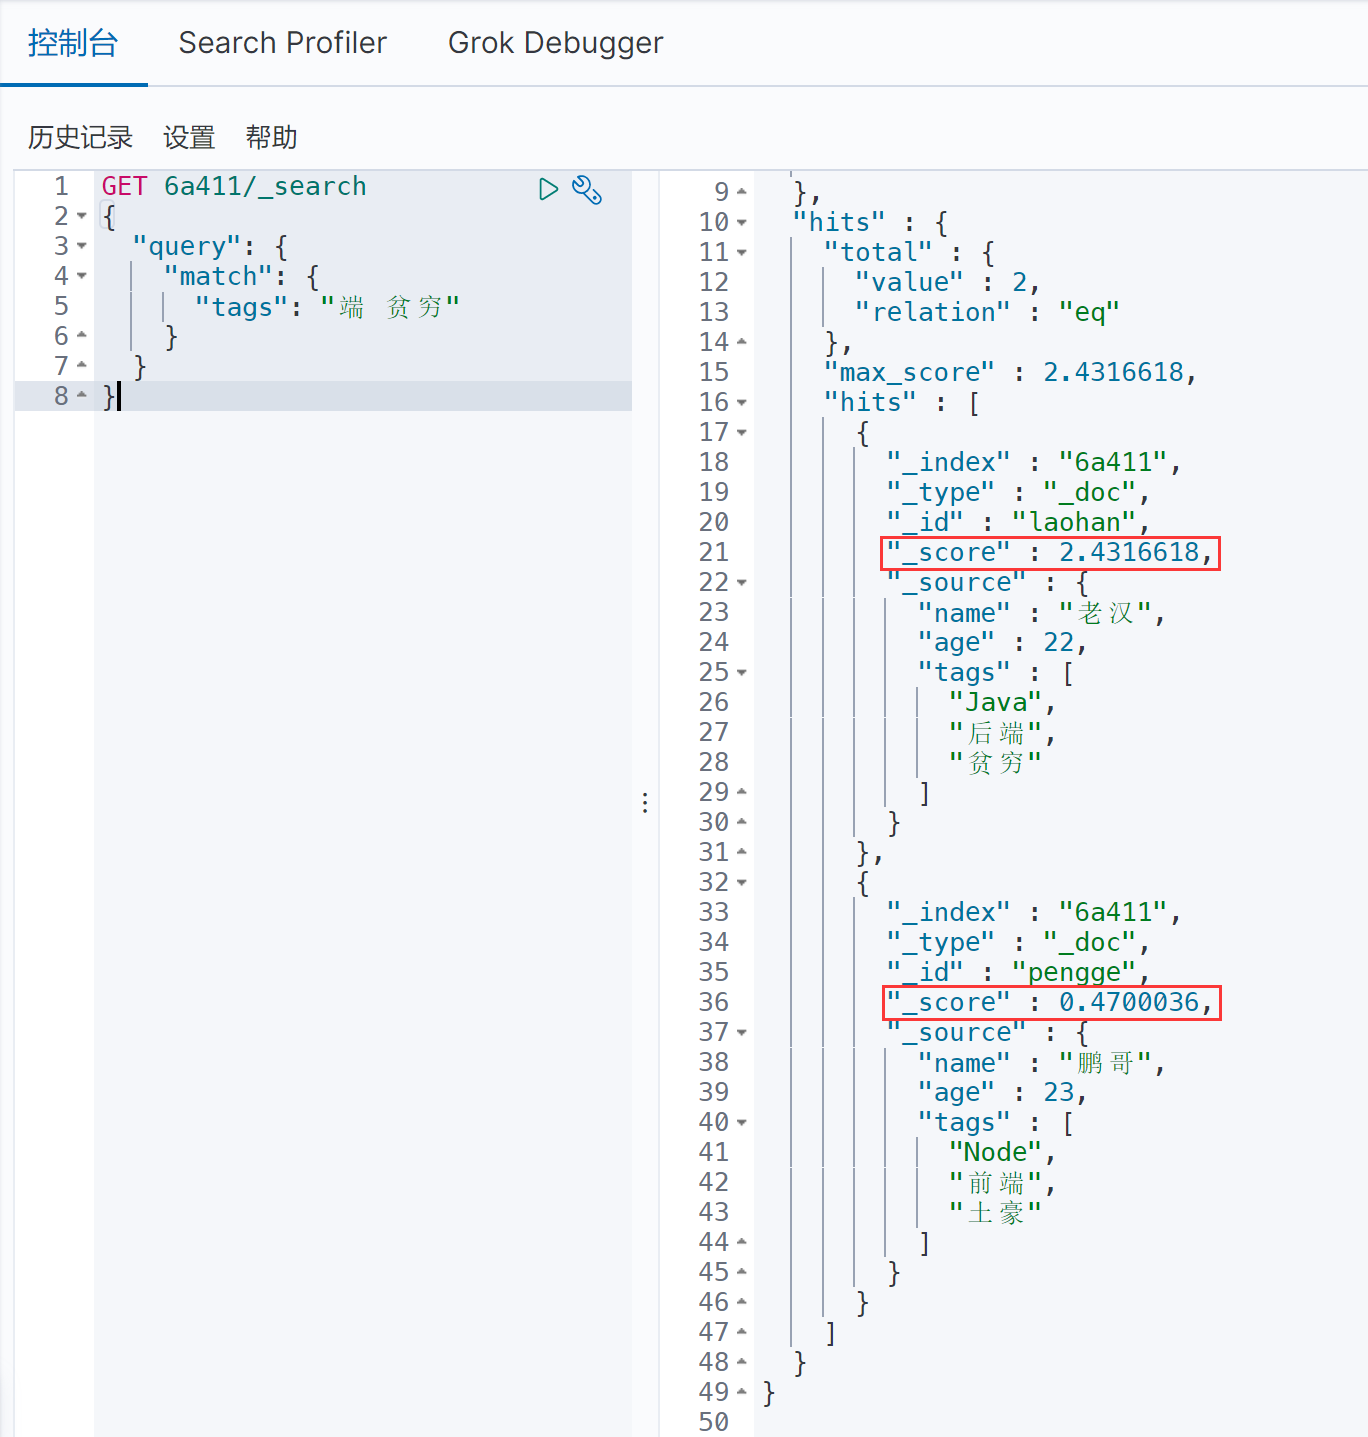 控制台 Search Profiler Grok Debugger
历史记录 设置 帮助
1 GET 6a411/_search
2 {
3 "query": {
4 "match": {
5 "tags": "端 贫穷"
6 }
7 }
8 }
9 },
10 "hits" : {
11 "total" : {
12 "value" : 2,
13 "relation" : "eq"
14 },
15 "max_score" : 2.4316618,
16 "hits" : [
17 {
18 "_index" : "6a411",
19 "_type" : "_doc",
20 "_id" : "laohan",
21 "_score" : 2.4316618,
22 "_source" : {
23 "name" : "老汉",
24 "age" : 22,
25 "tags" : [
26 "Java",
27 "后端",
28 "贫穷"
29 ]
30 }
31 },
32 {
33 "_index" : "6a411",
34 "_type" : "_doc",
35 "_id" : "pengge",
36 "_score" : 0.4700036,
37 "_source" : {
38 "name" : "鹏哥",
39 "age" : 23,
40 "tags" : [
41 "Node",
42 "前端",
43 "土豪"
44 ]
45 }
46 }
47 ]
48 }
49 }
50